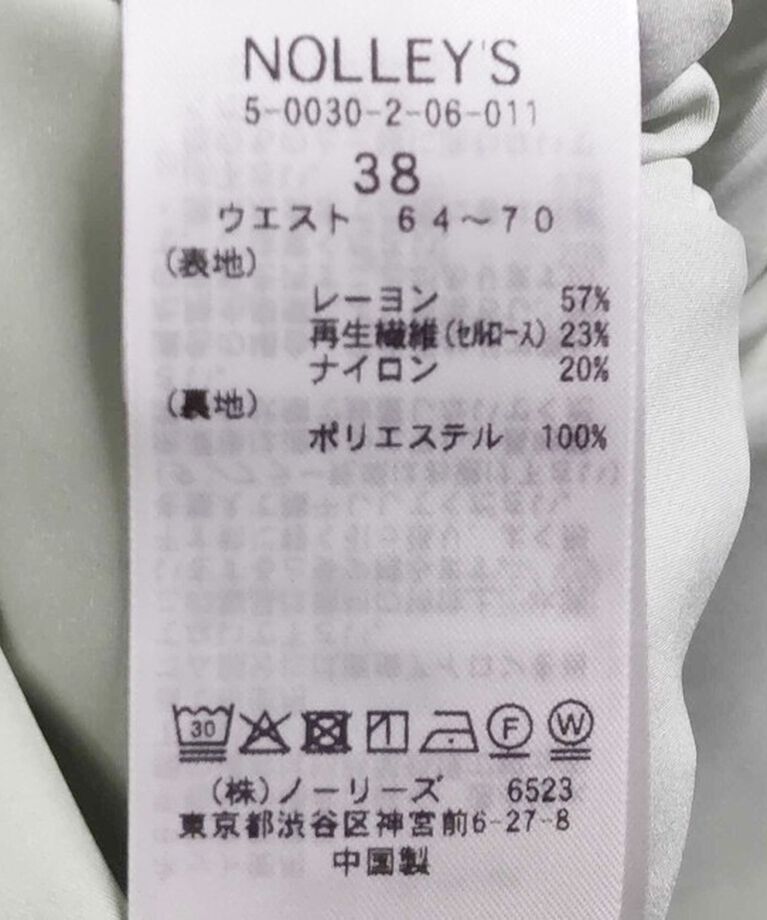 NOLLEY'S
5-0030-2-06-011
38
ウエスト 64～70
(表地)
レーヨン 57%
再生繊維(セルロース) 23%
ナイロン 20%
(裏地)
ポリエステル 100%
30 F W
(株)ノーリーズ 6523
東京都渋谷区神宮前6-27-8
中国製